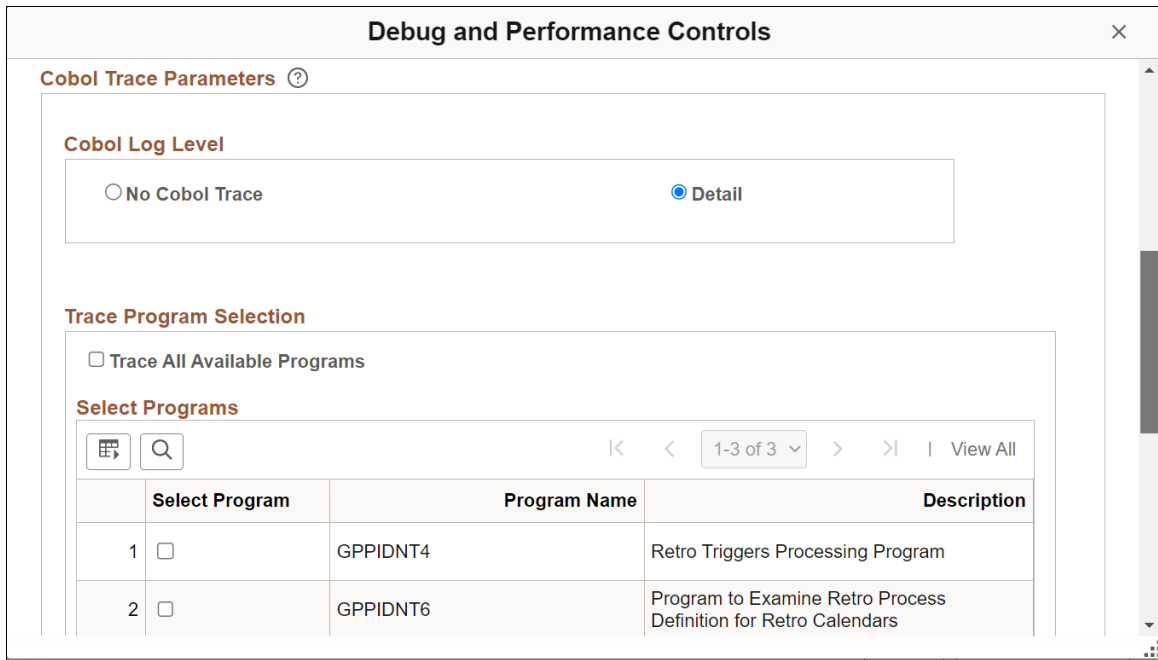 Debug and Performance Controls
Cobol Trace Parameters
Cobol Log Level
No Cobol Trace
Detail
Trace Program Selection
Trace All Available Programs
Select Programs
1-3 of 3
| View All
Select Program Program Name Description
1 GPPIDNT4 Retro Triggers Processing Program
2 GPPIDNT6 Program to Examine Retro Process
Definition for Retro Calendars